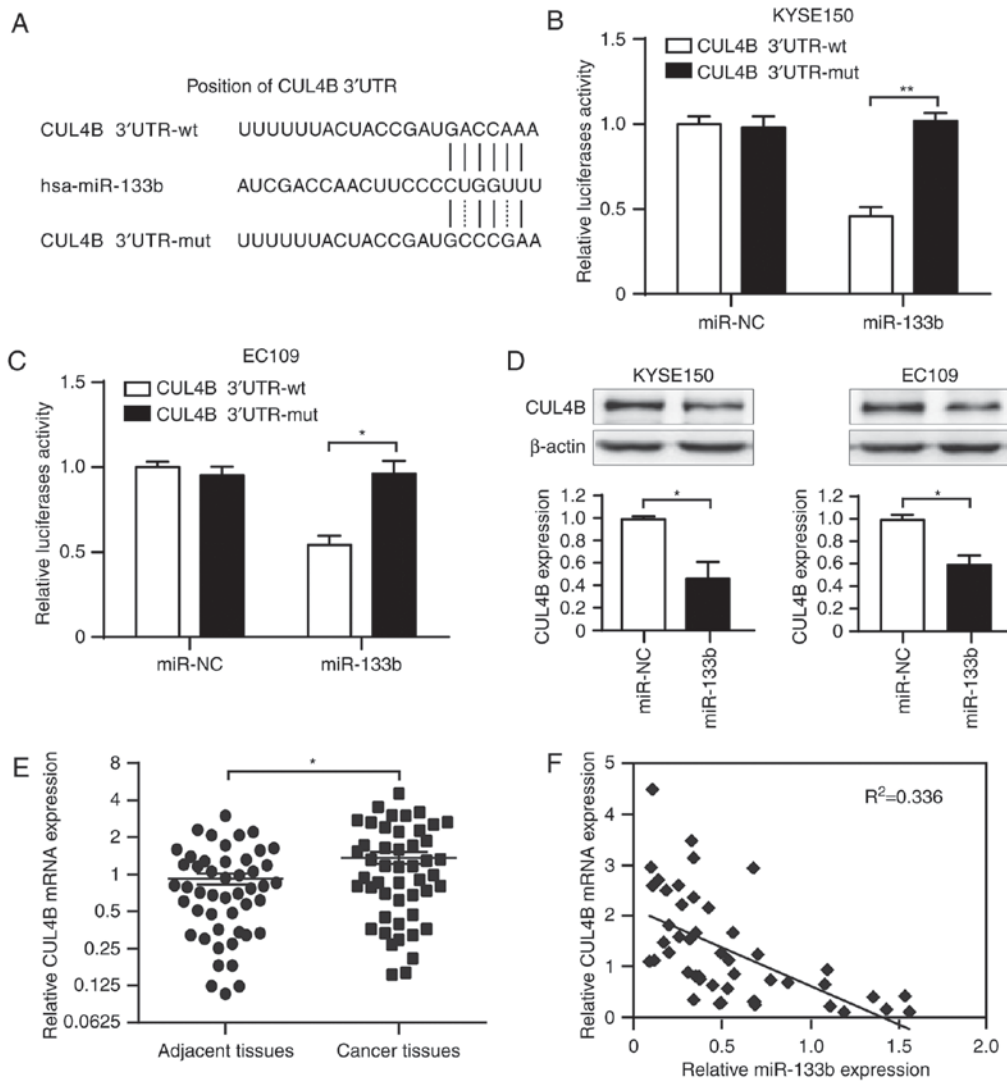 A
Position of CUL4B 3′UTR
CUL4B 3′UTR-wt UUUUUUACUACCGAUGACCAAA
hsa-miR-133b AUCGACCAACUUCCCCUGGUUU
CUL4B 3′UTR-mut UUUUUUACUACCGAUGCCCGAA
B
KYSE150
CUL4B 3′UTR-wt
CUL4B 3′UTR-mut
Relative luciferases activity
1.5
1.0
0.5
0
**
miR-NC
miR-133b
C
EC109
CUL4B 3′UTR-wt
CUL4B 3′UTR-mut
Relative luciferases activity
1.5
1.0
0.5
0
*
miR-NC
miR-133b
D
KYSE150
EC109
CUL4B
β-actin
CUL4B expression
1.2
1.0
0.8
0.6
0.4
0.2
0
*
miR-NC
miR-133b
CUL4B expression
1.2
1.0
0.8
0.6
0.4
0.2
0
*
miR-NC
miR-133b
E
Relative CUL4B mRNA expression
8
4
2
1
0.5
0.25
0.125
0.0625
*
Adjacent tissues
Cancer tissues
F
Relative CUL4B mRNA expression
5
4
3
2
1
0
R²=0.336
0
0.5
1.0
1.5
2.0
Relative miR-133b expression